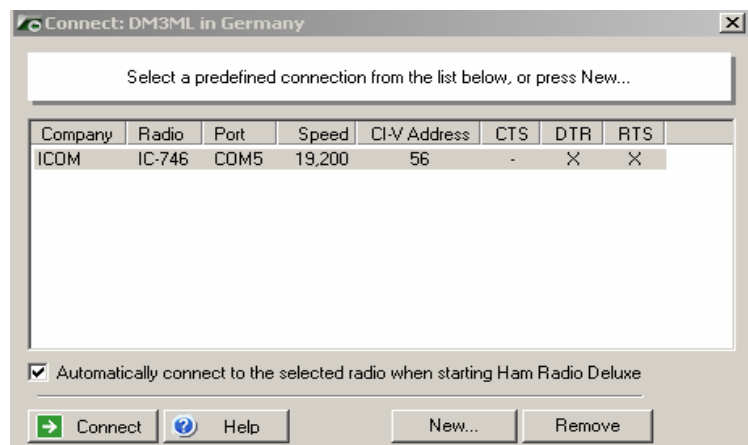 Connect: DM3ML in Germany
Select a predefined connection from the list below, or press New...
Company Radio Port Speed CI-V Address CTS DTR RTS
ICOM IC-746 COM5 19,200 56 - X X
Automatically connect to the selected radio when starting Ham Radio Deluxe
Connect Help New... Remove